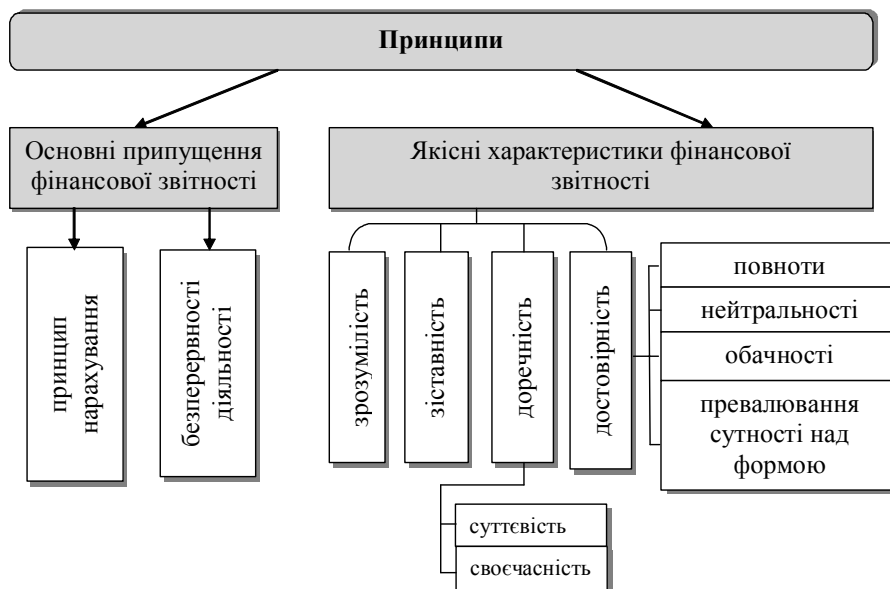 Принципи
Основні припущення
фінансової звітності
Якісні характеристики фінансової
звітності
принцип
нарахування
безперервності
діяльності
зрозумілість
зіставність
доречність
достовірність
повноти
нейтральності
обачності
превалювання
сутності над
формою
суттєвість
своєчасність